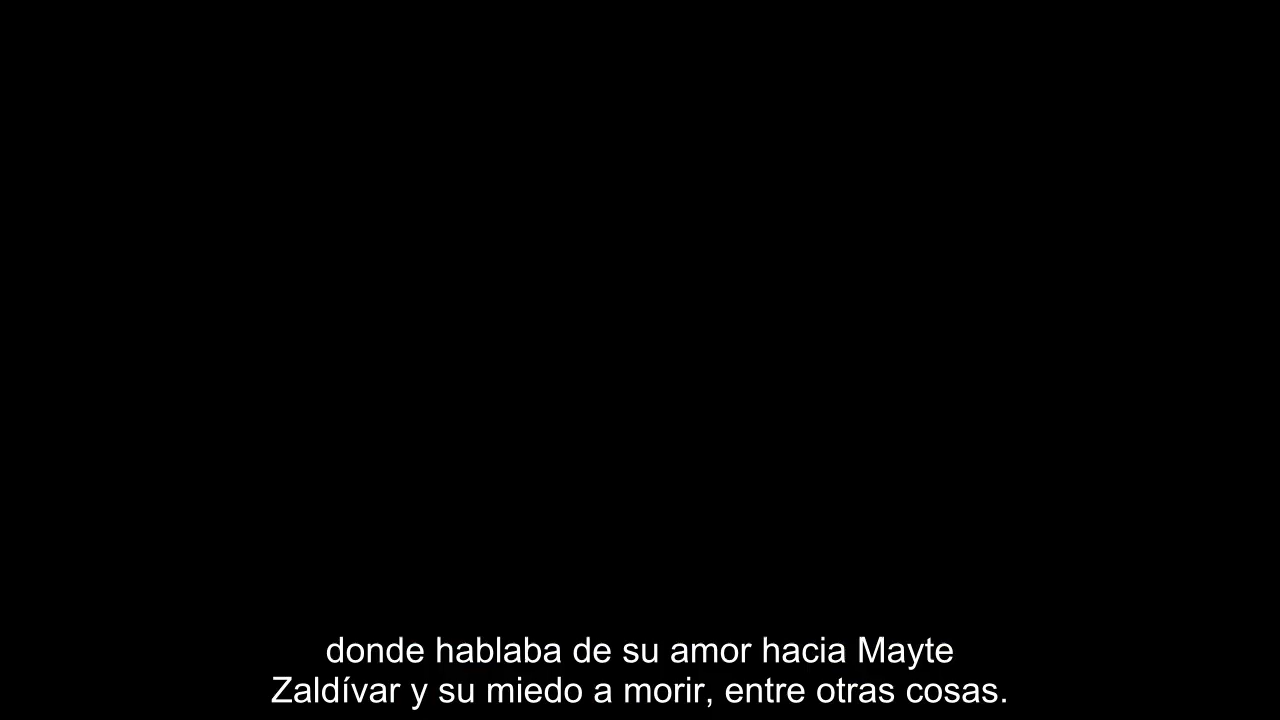 donde hablaba de su amor hacia Mayte
Zaldívar y su miedo a morir, entre otras cosas.